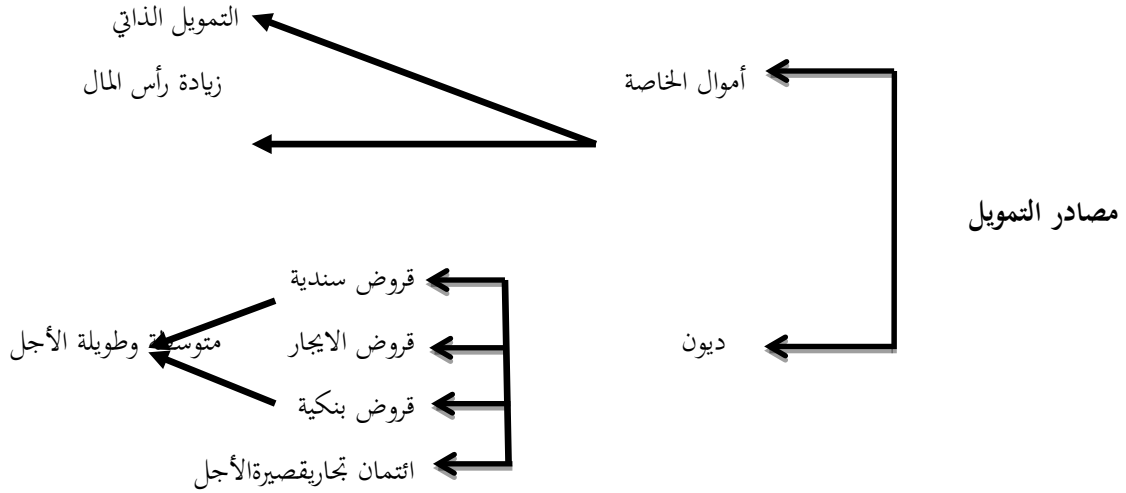 التمويل الذاتي
أموال الخاصة
زيادة رأس المال
مصادر التمويل
قروض سندية
ديون
قروض الايجار
متوسطة وطويلة الأجل
قروض بنكية
ائتمان تجاريقصيرةالأجل